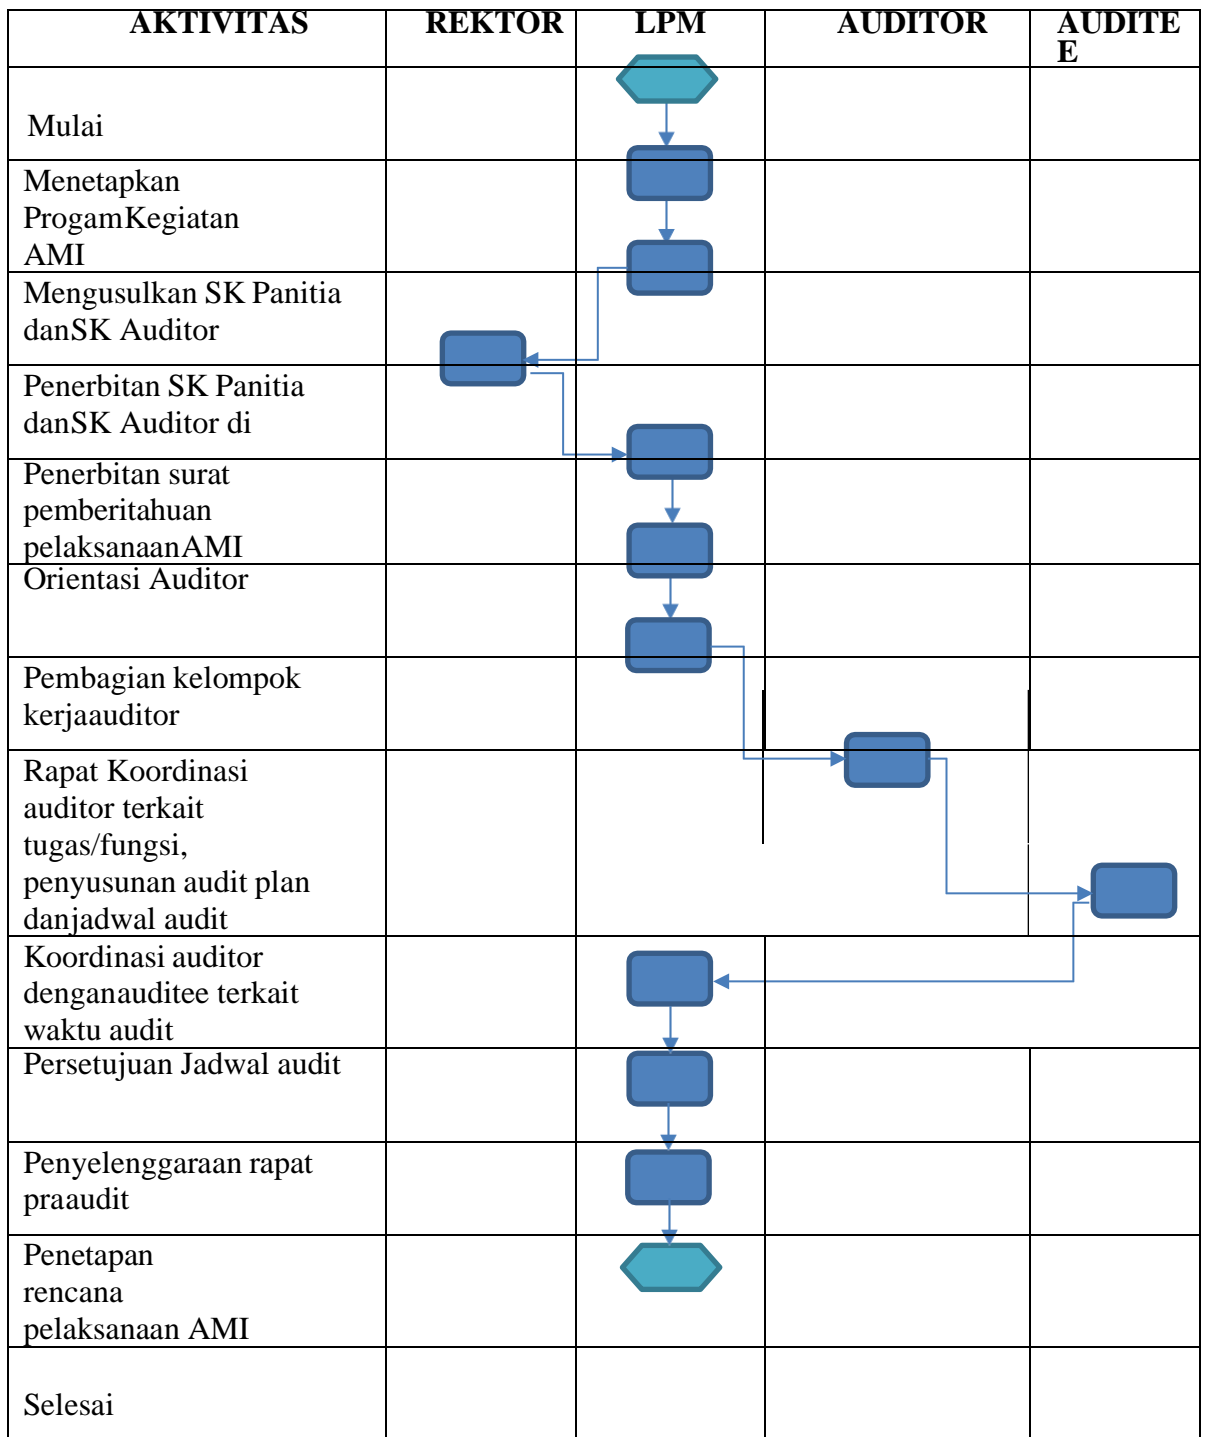 AKTIVITAS REKTOR LPM AUDITOR AUDITE
E
Mulai
Menetapkan
ProgamKegiatan
AMI
Mengusulkan SK Panitia
danSK Auditor
Penerbitan SK Panitia
danSK Auditor di
Penerbitan surat
pemberitahuan
pelaksanaanAMI
Orientasi Auditor
Pembagian kelompok
kerjaauditor
Rapat Koordinasi
auditor terkait
tugas/fungsi,
penyusunan audit plan
danjadwal audit
Koordinasi auditor
denganauditee terkait
waktu audit
Persetujuan Jadwal audit
Penyelenggaraan rapat
praaudit
Penetapan
rencana
pelaksanaan AMI
Selesai